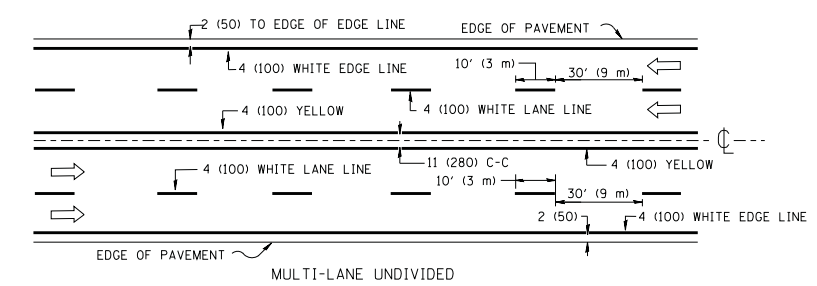 2 (50) TO EDGE OF EDGE LINE
EDGE OF PAVEMENT
4 (100) WHITE EDGE LINE
10' (3 m)
30' (9 m)
4 (100) YELLOW
4 (100) WHITE LANE LINE
℄
4 (100) WHITE LANE LINE
11 (280) C-C
4 (100) YELLOW
10' (3 m)
30' (9 m)
2 (50)
4 (100) WHITE EDGE LINE
EDGE OF PAVEMENT
MULTI-LANE UNDIVIDED